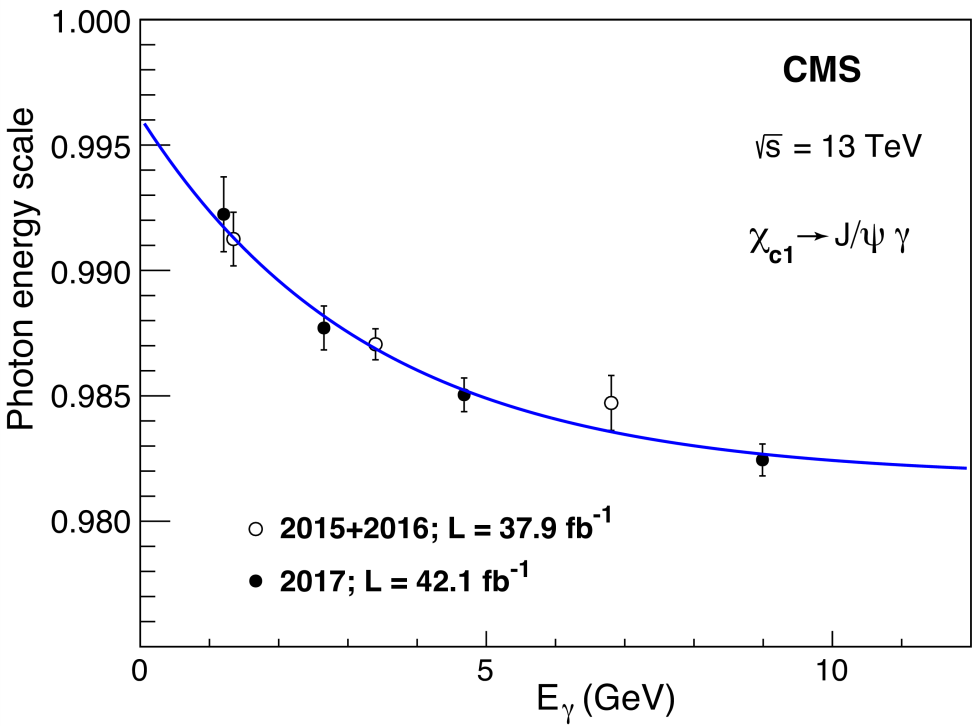 1.000
0.995
0.990
0.985
0.980
Photon energy scale
CMS
√s = 13 TeV
χc1 → J/ψ γ
2015+2016; L = 37.9 fb-1
2017; L = 42.1 fb-1
0 5 10
Eγ (GeV)